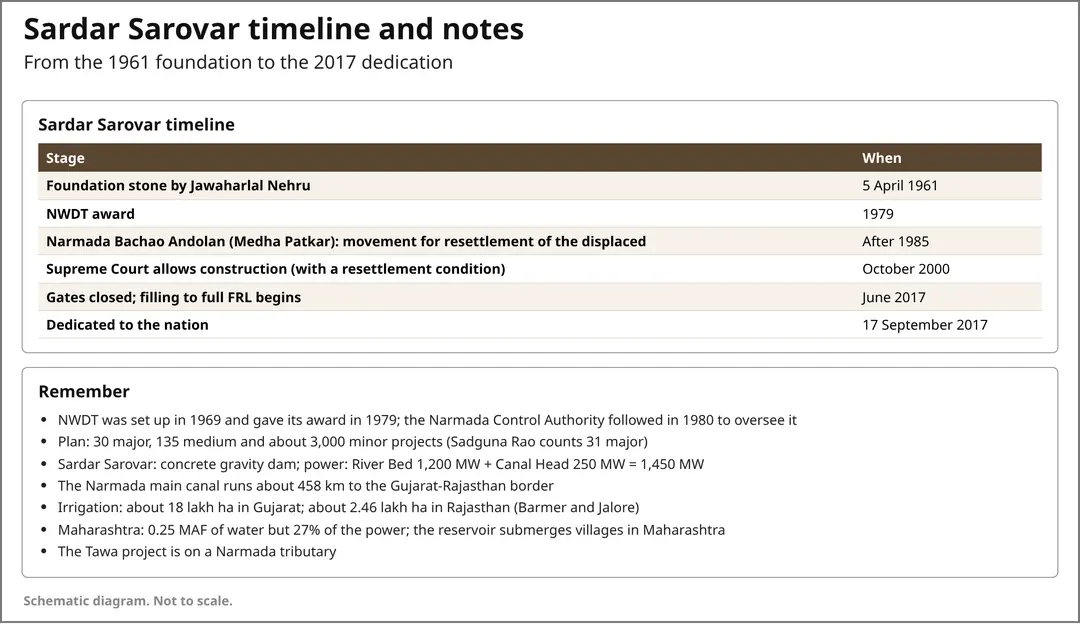 Sardar Sarovar timeline and notes
From the 1961 foundation to the 2017 dedication
Sardar Sarovar timeline
Stage When
Foundation stone by Jawaharlal Nehru 5 April 1961
NWDT award 1979
Narmada Bachao Andolan (Medha Patkar): movement for resettlement of the displaced After 1985
Supreme Court allows construction (with a resettlement condition) October 2000
Gates closed; filling to full FRL begins June 2017
Dedicated to the nation 17 September 2017
Remember
• NWDT was set up in 1969 and gave its award in 1979; the Narmada Control Authority followed in 1980 to oversee it
• Plan: 30 major, 135 medium and about 3,000 minor projects (Sadguna Rao counts 31 major)
• Sardar Sarovar: concrete gravity dam; power: River Bed 1,200 MW + Canal Head 250 MW = 1,450 MW
• The Narmada main canal runs about 458 km to the Gujarat-Rajasthan border
• Irrigation: about 18 lakh ha in Gujarat; about 2.46 lakh ha in Rajasthan (Barmer and Jalore)
• Maharashtra: 0.25 MAF of water but 27% of the power; the reservoir submerges villages in Maharashtra
• The Tawa project is on a Narmada tributary
Schematic diagram. Not to scale.